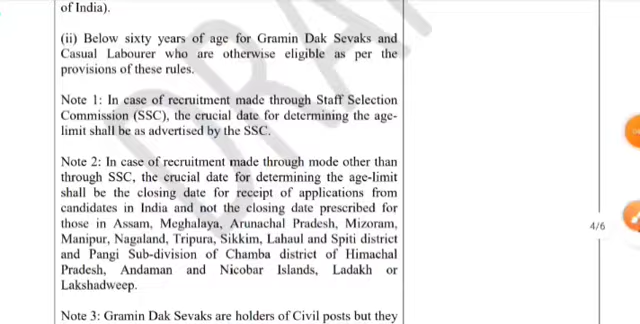 of India).
(ii) Below sixty years of age for Gramin Dak Sevaks and
Casual Labourer who are otherwise eligible as per the
provisions of these rules.
Note 1: In case of recruitment made through Staff Selection
Commission (SSC), the crucial date for determining the age-
limit shall be as advertised by the SSC.
Note 2: In case of recruitment made through mode other than
through SSC, the crucial date for determining the age-limit
shall be the closing date for receipt of applications from
candidates in India and not the closing date prescribed for
those in Assam, Meghalaya, Arunachal Pradesh, Mizoram,
Manipur, Nagaland, Tripura, Sikkim, Lahaul and Spiti district
and Pangi Sub-division of Chamba district of Himachal
Pradesh, Andaman and Nicobar Islands, Ladakh or
Lakshadweep.
Note 3: Gramin Dak Sevaks are holders of Civil posts but they
4/6